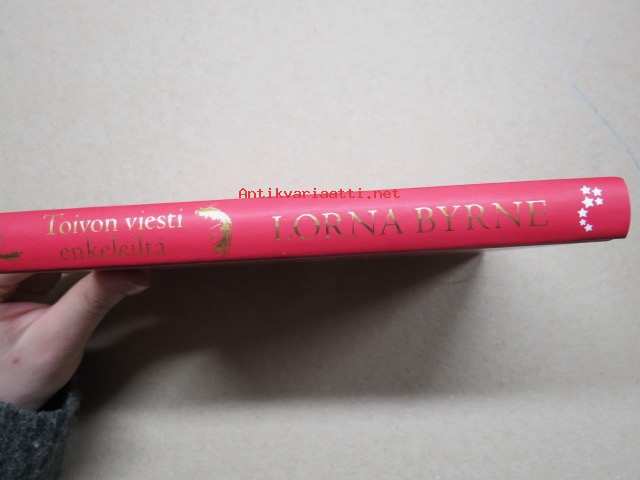 Antikvariaatti.net
Toivon viesti
enkeleiltä
LORNA BYRNE